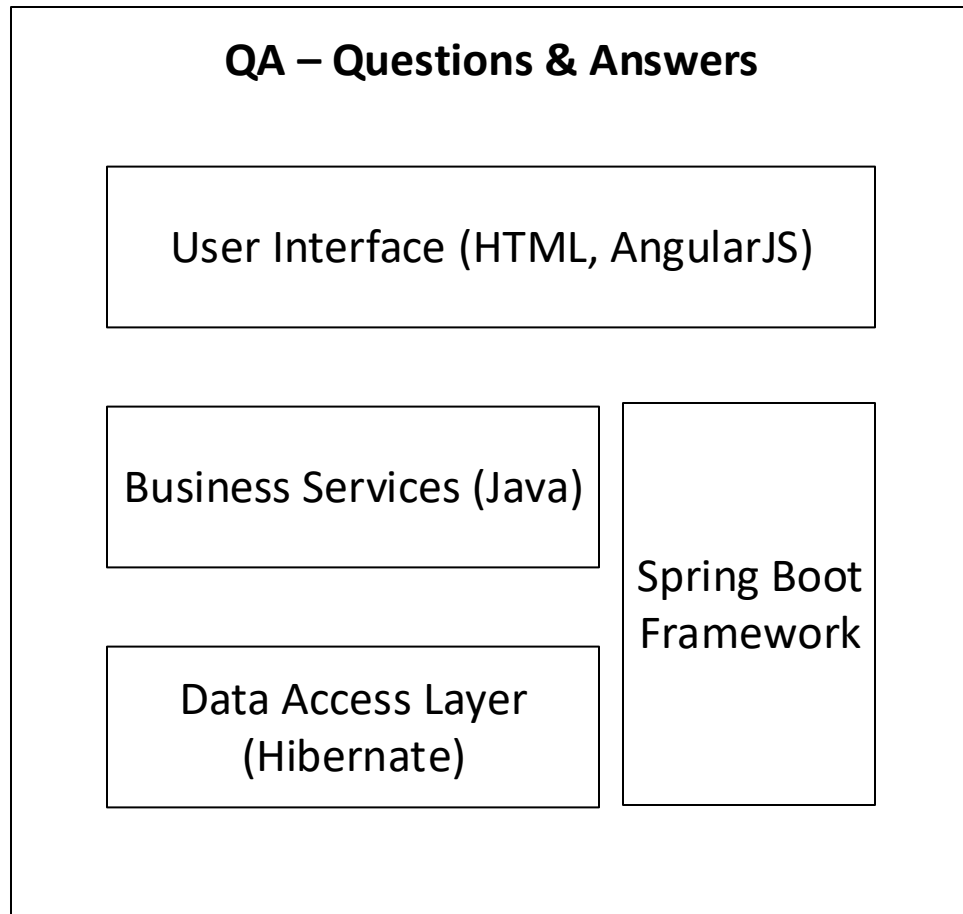 QA – Questions & Answers
User Interface (HTML, AngularJS)
Business Services (Java)
Spring Boot
Framework
Data Access Layer
(Hibernate)